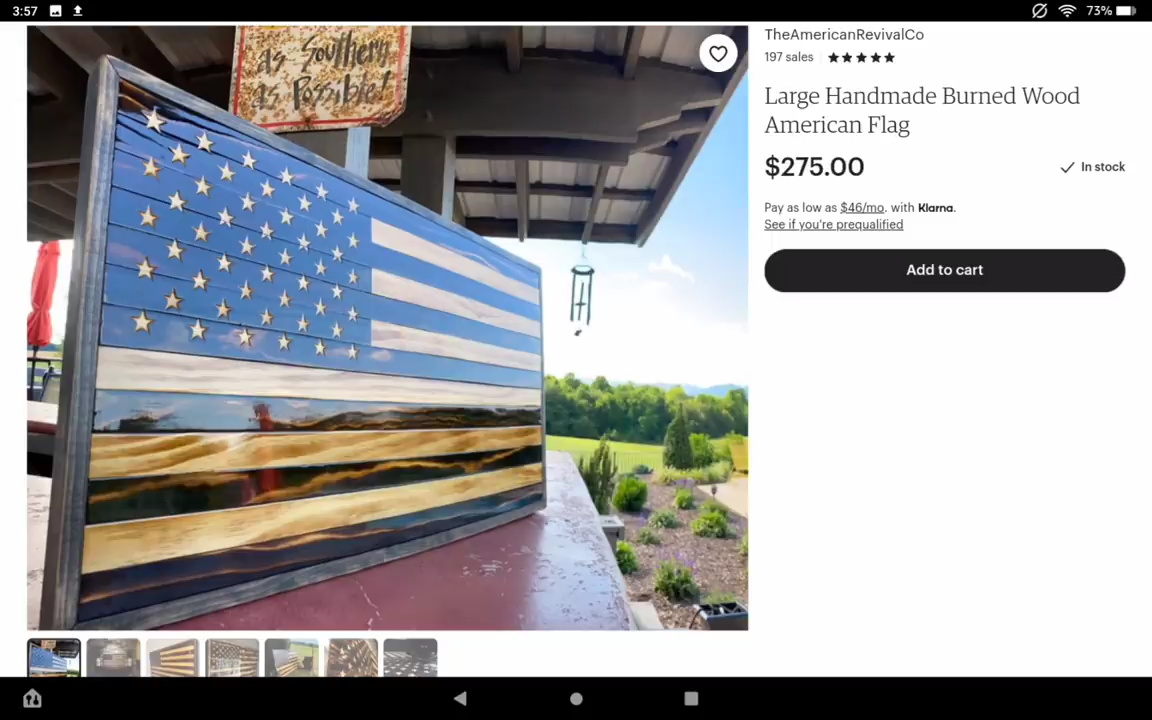 3:57
73%
as Southern
as Possible!
TheAmericanRevivalCo
197 sales
Large Handmade Burned Wood
American Flag
$275.00
In stock
Pay as low as $46/mo. with Klarna.
See if you're prequalified
Add to cart